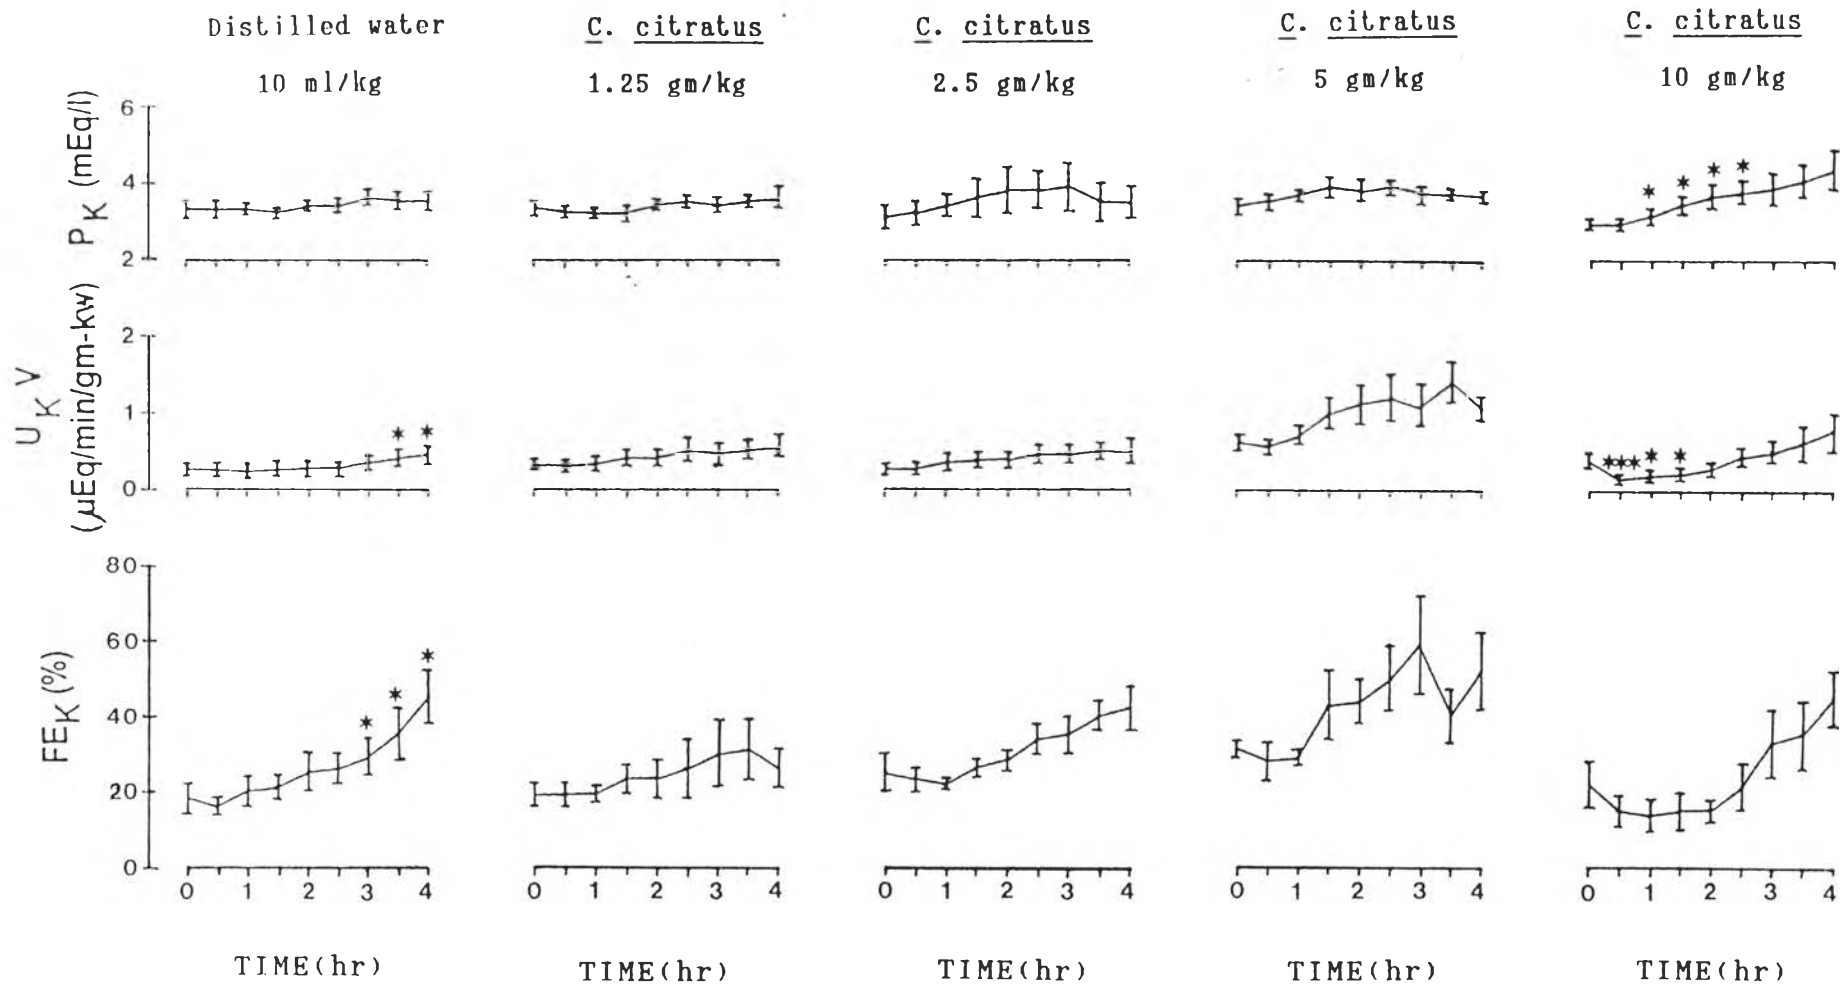 Distilled water C. citratus C. citratus C. citratus C. citratus
10 ml/kg 1.25 gm/kg 2.5 gm/kg 5 gm/kg 10 gm/kg
P_K (mEq/l)
6
4
2
* * * *
U_K V
(μEq/min/gm-kw)
2
1
0
* * *** * *
FE_K (%)
80
60
40
20
0
* * *
0 1 2 3 4 0 1 2 3 4 0 1 2 3 4 0 1 2 3 4 0 1 2 3 4
TIME(hr) TIME(hr) TIME(hr) TIME(hr) TIME(hr)